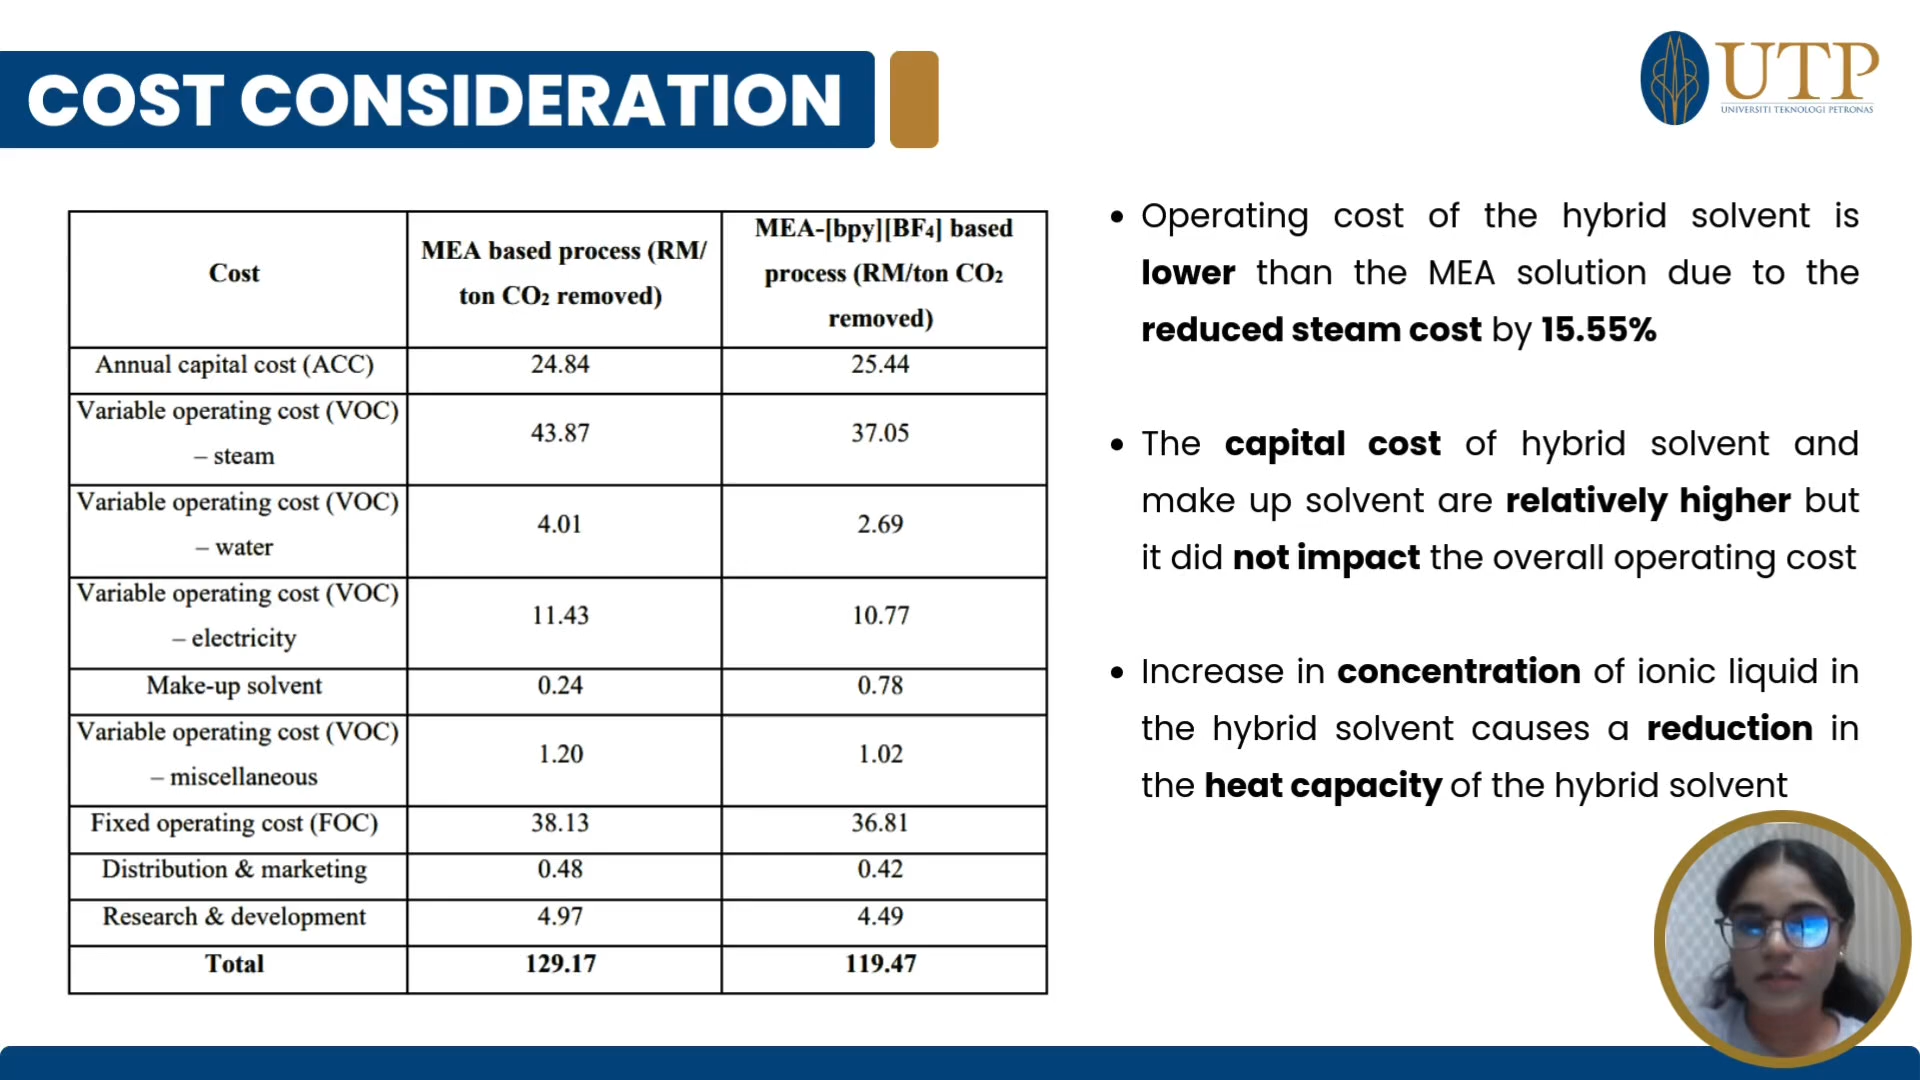 COST CONSIDERATION
UTP
UNIVERSITI TEKNOLOGI PETRONAS
Cost
MEA based process (RM/
ton CO₂ removed)
MEA-[bpy][BF₄] based
process (RM/ton CO₂
removed)
Annual capital cost (ACC)
24.84
25.44
Variable operating cost (VOC)
– steam
43.87
37.05
Variable operating cost (VOC)
– water
4.01
2.69
Variable operating cost (VOC)
– electricity
11.43
10.77
Make-up solvent
0.24
0.78
Variable operating cost (VOC)
– miscellaneous
1.20
1.02
Fixed operating cost (FOC)
38.13
36.81
Distribution & marketing
0.48
0.42
Research & development
4.97
4.49
Total
129.17
119.47
• Operating cost of the hybrid solvent is
lower than the MEA solution due to the
reduced steam cost by 15.55%
• The capital cost of hybrid solvent and
make up solvent are relatively higher but
it did not impact the overall operating cost
• Increase in concentration of ionic liquid in
the hybrid solvent causes a reduction in
the heat capacity of the hybrid solvent